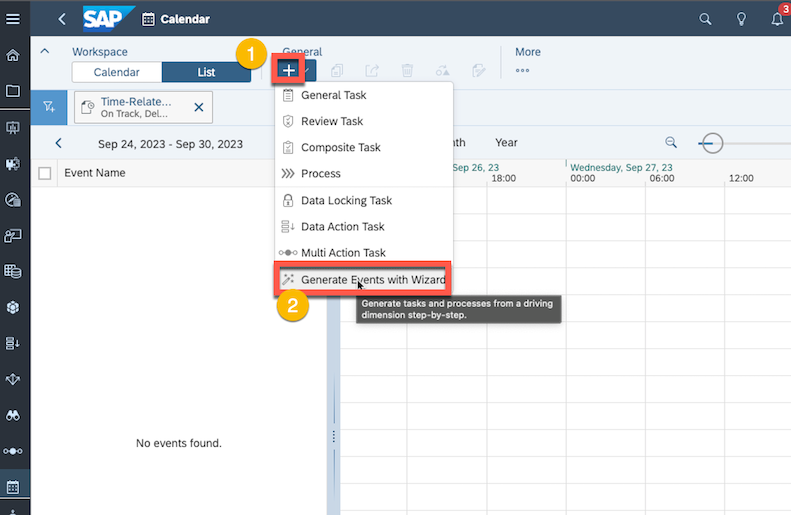 SAP
Calendar
3
Workspace
1
General
More
Calendar
List
Time-Relate...
On Track, Del...
General Task
Review Task
Sep 24, 2023 - Sep 30, 2023
Composite Task
Year
Event Name
Process
Sep 26, 23
Wednesday, Sep 27, 23
18:00
00:00
06:00
12:00
Data Locking Task
Data Action Task
Multi Action Task
Generate Events with Wizard
2
Generate tasks and processes from a driving
dimension step-by-step.
No events found.